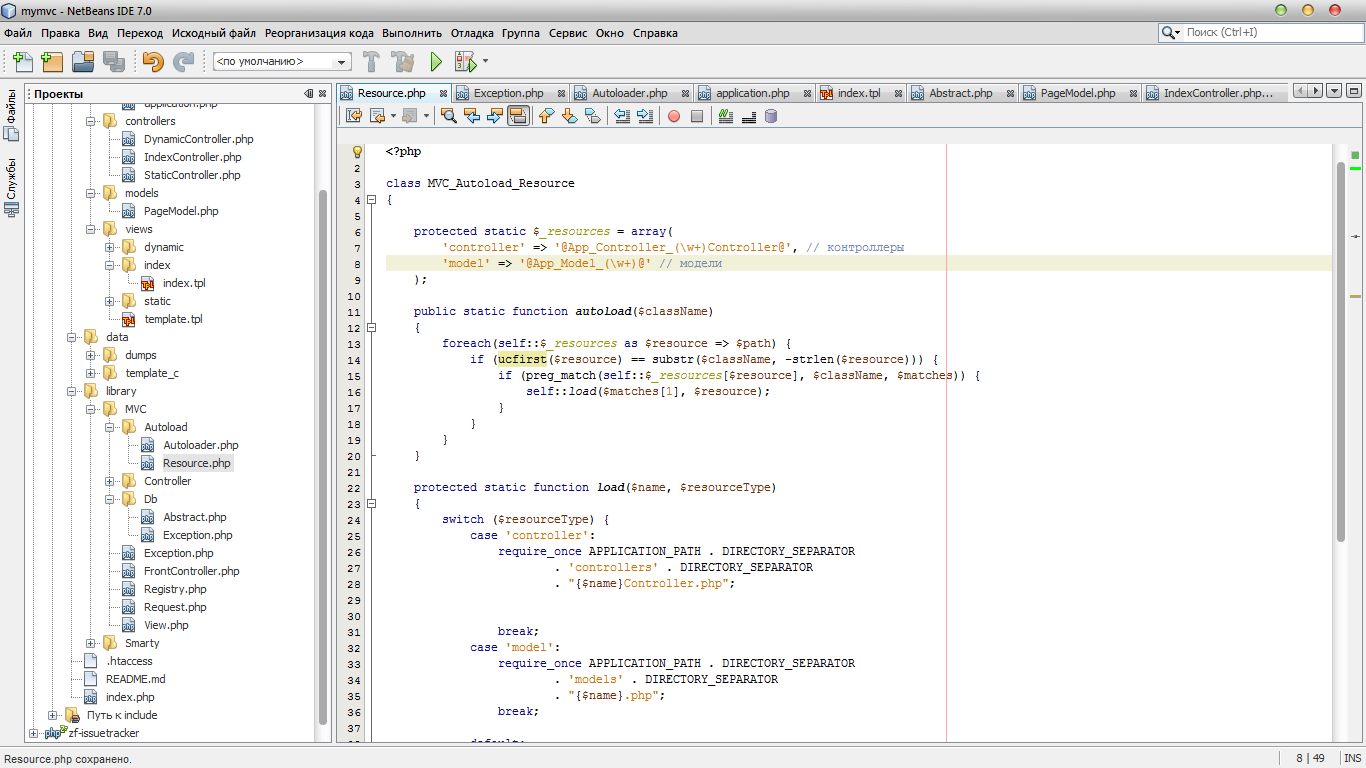 mymvc - NetBeans IDE 7.0
Файл Правка Вид Переход Исходный файл Реорганизация кода Выполнить Отладка Группа Сервис Окно Справка
Поиск (Ctrl+I)
<по умолчанию>
Файлы
Службы
Проекты
application.php
controllers
DynamicController.php
IndexController.php
StaticController.php
models
PageModel.php
views
dynamic
index
index.tpl
static
template.tpl
data
dumps
template_c
library
MVC
Autoload
Autoloader.php
Resource.php
Controller
Db
Abstract.php
Exception.php
Exception.php
FrontController.php
Registry.php
Request.php
View.php
Smarty
.htaccess
README.md
index.php
Путь к include
zf-issuetracker
Resource.php Exception.php Autoloader.php application.php index.tpl Abstract.php PageModel.php IndexController.php...
<?php
2
3 class MVC_Autoload_Resource
4 {
5
6 protected static $_resources = array(
7 'controller' => '@App_Controller_(\w+)Controller@', // контроллеры
8 'model' => '@App_Model_(\w+)@' // модели
9 );
10
11 public static function autoload($className)
12 {
13 foreach(self::$_resources as $resource => $path) {
14 if (ucfirst($resource) == substr($className, -strlen($resource))) {
15 if (preg_match(self::$_resources[$resource], $className, $matches)) {
16 self::load($matches[1], $resource);
17 }
18 }
19 }
20 }
21
22 protected static function load($name, $resourceType)
23 {
24 switch ($resourceType) {
25 case 'controller':
26 require_once APPLICATION_PATH . DIRECTORY_SEPARATOR
27 . 'controllers' . DIRECTORY_SEPARATOR
28 . "{$name}Controller.php";
29
30
31 break;
32 case 'model':
33 require_once APPLICATION_PATH . DIRECTORY_SEPARATOR
34 . 'models' . DIRECTORY_SEPARATOR
35 . "{$name}.php";
36 break;
37
Resource.php сохранено.
8 | 49 INS